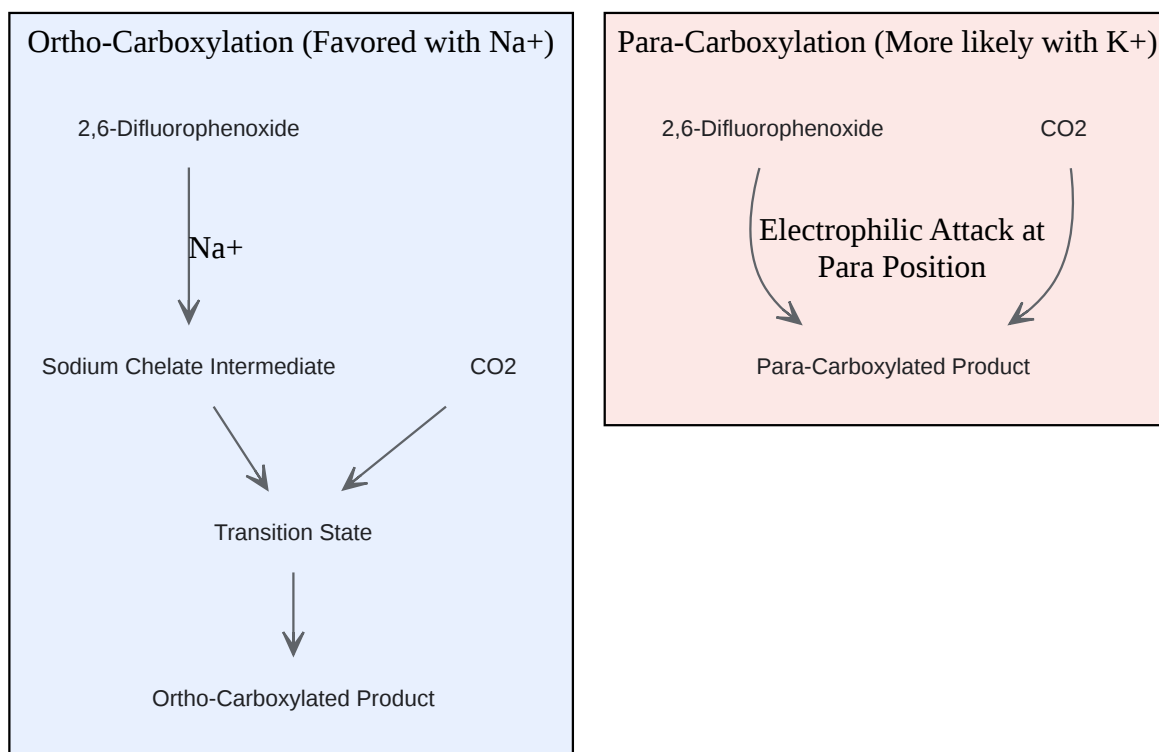 Ortho-Carboxylation (Favored with Na+)
2,6-Difluorophenoxide
Na+
Sodium Chelate Intermediate
CO2
Transition State
Ortho-Carboxylated Product
Para-Carboxylation (More likely with K+)
2,6-Difluorophenoxide
CO2
Electrophilic Attack at
Para Position
Para-Carboxylated Product